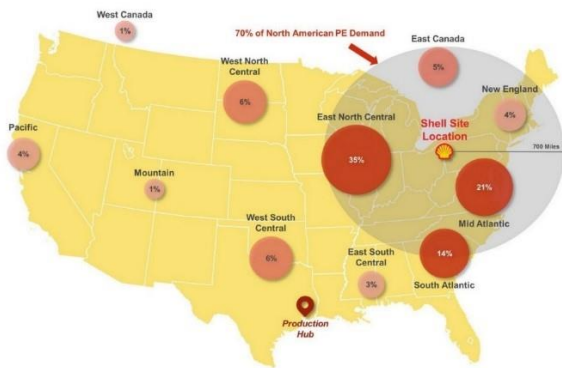 West Canada
1%
70% of North American PE Demand
East Canada
5%
West North
Central
6%
New England
4%
East North Central
35%
Shell Site
Location
700 Miles
Pacific
4%
Mountain
1%
21%
Mid Atlantic
West South
Central
6%
East South
Central
3%
14%
South Atlantic
Production
Hub